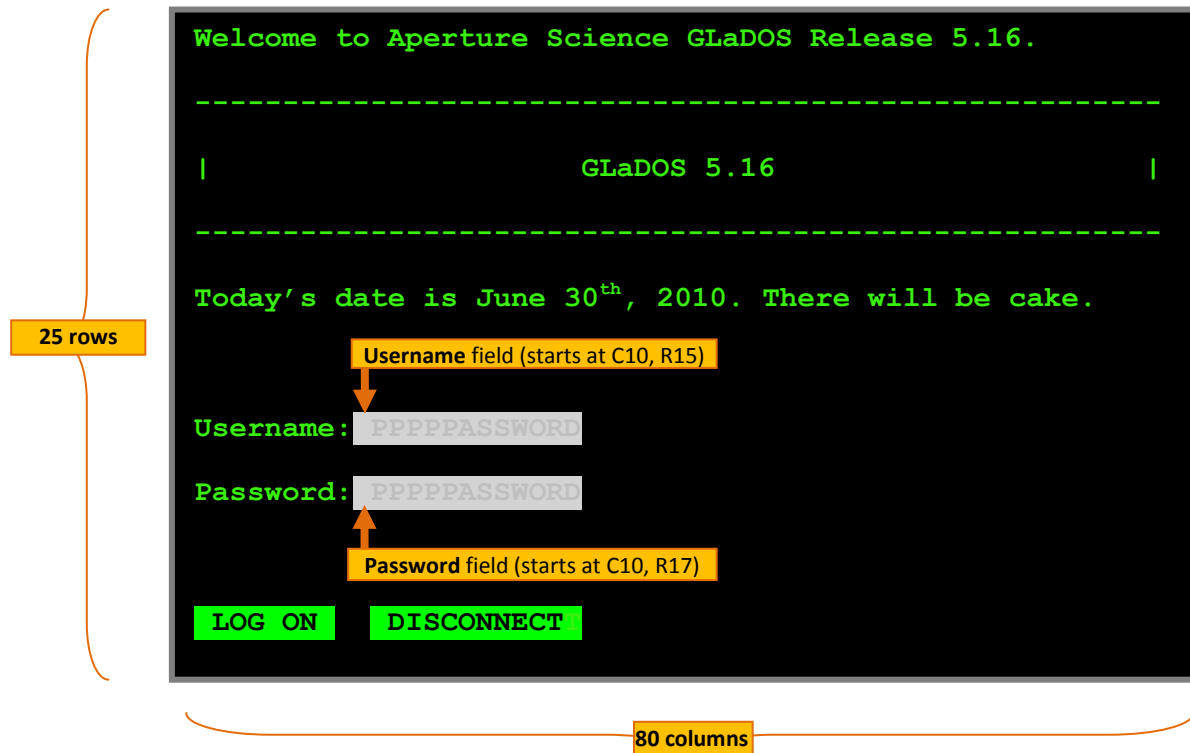 Welcome to Aperture Science GLaDOS Release 5.16.
-------------------------------------------------------
| GLaDOS 5.16 |
-------------------------------------------------------
Today’s date is June 30th, 2010. There will be cake.
25 rows
Username field (starts at C10, R15)
Username: PPPPPASSWORD
Password: PPPPPASSWORD
Password field (starts at C10, R17)
LOG ON DISCONNECTT
80 columns